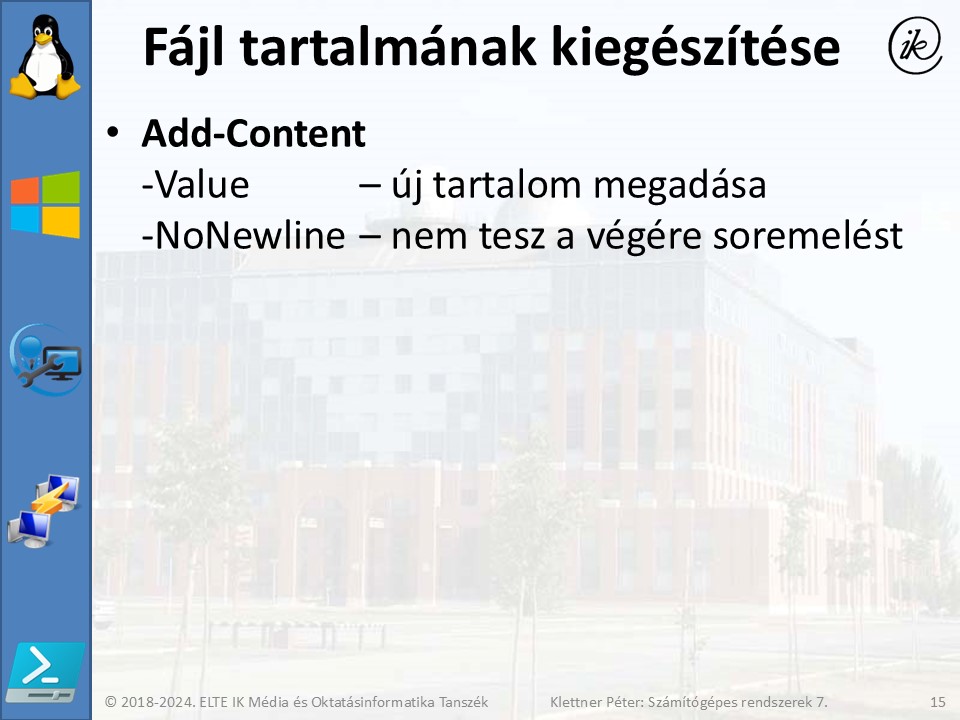 Fájl tartalmának kiegészítése
ik
• Add-Content
-Value – új tartalom megadása
-NoNewline – nem tesz a végére soremelést
© 2018-2024. ELTE IK Média és Oktatásinformatika Tanszék Klettner Péter: Számítógépes rendszerek 7. 15